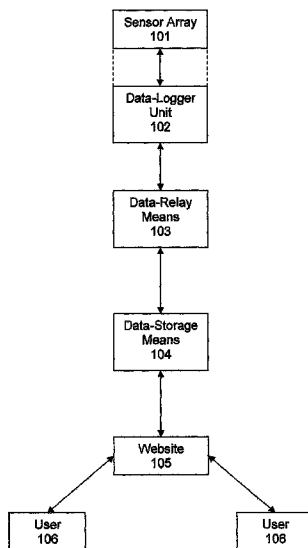 Sensor Array
101
Data-Logger
Unit
102
Data-Relay
Means
103
Data-Storage
Means
104
Website
105
User
106
User
106